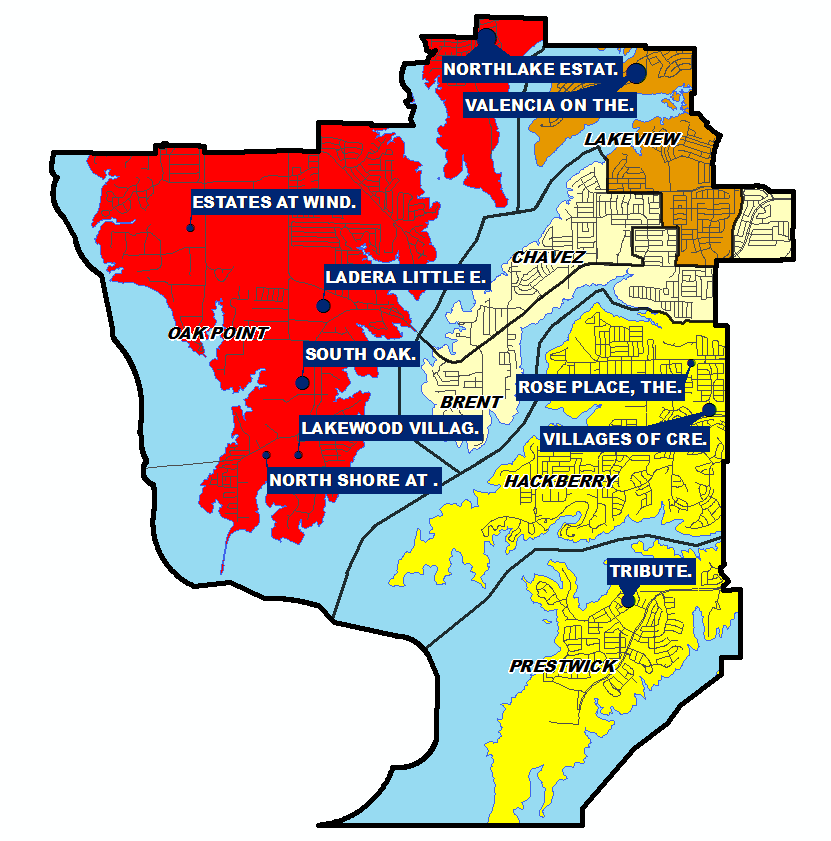 NORTHLAKE ESTAT.
VALENCIA ON THE.
LAKEVIEW
ESTATES AT WIND.
CHAVEZ
LADERA LITTLE E.
OAK POINT
SOUTH OAK.
ROSE PLACE, THE.
BRENT
LAKEWOOD VILLAG.
VILLAGES OF CRE.
NORTH SHORE AT .
HACKBERRY
TRIBUTE.
PRESTWICK